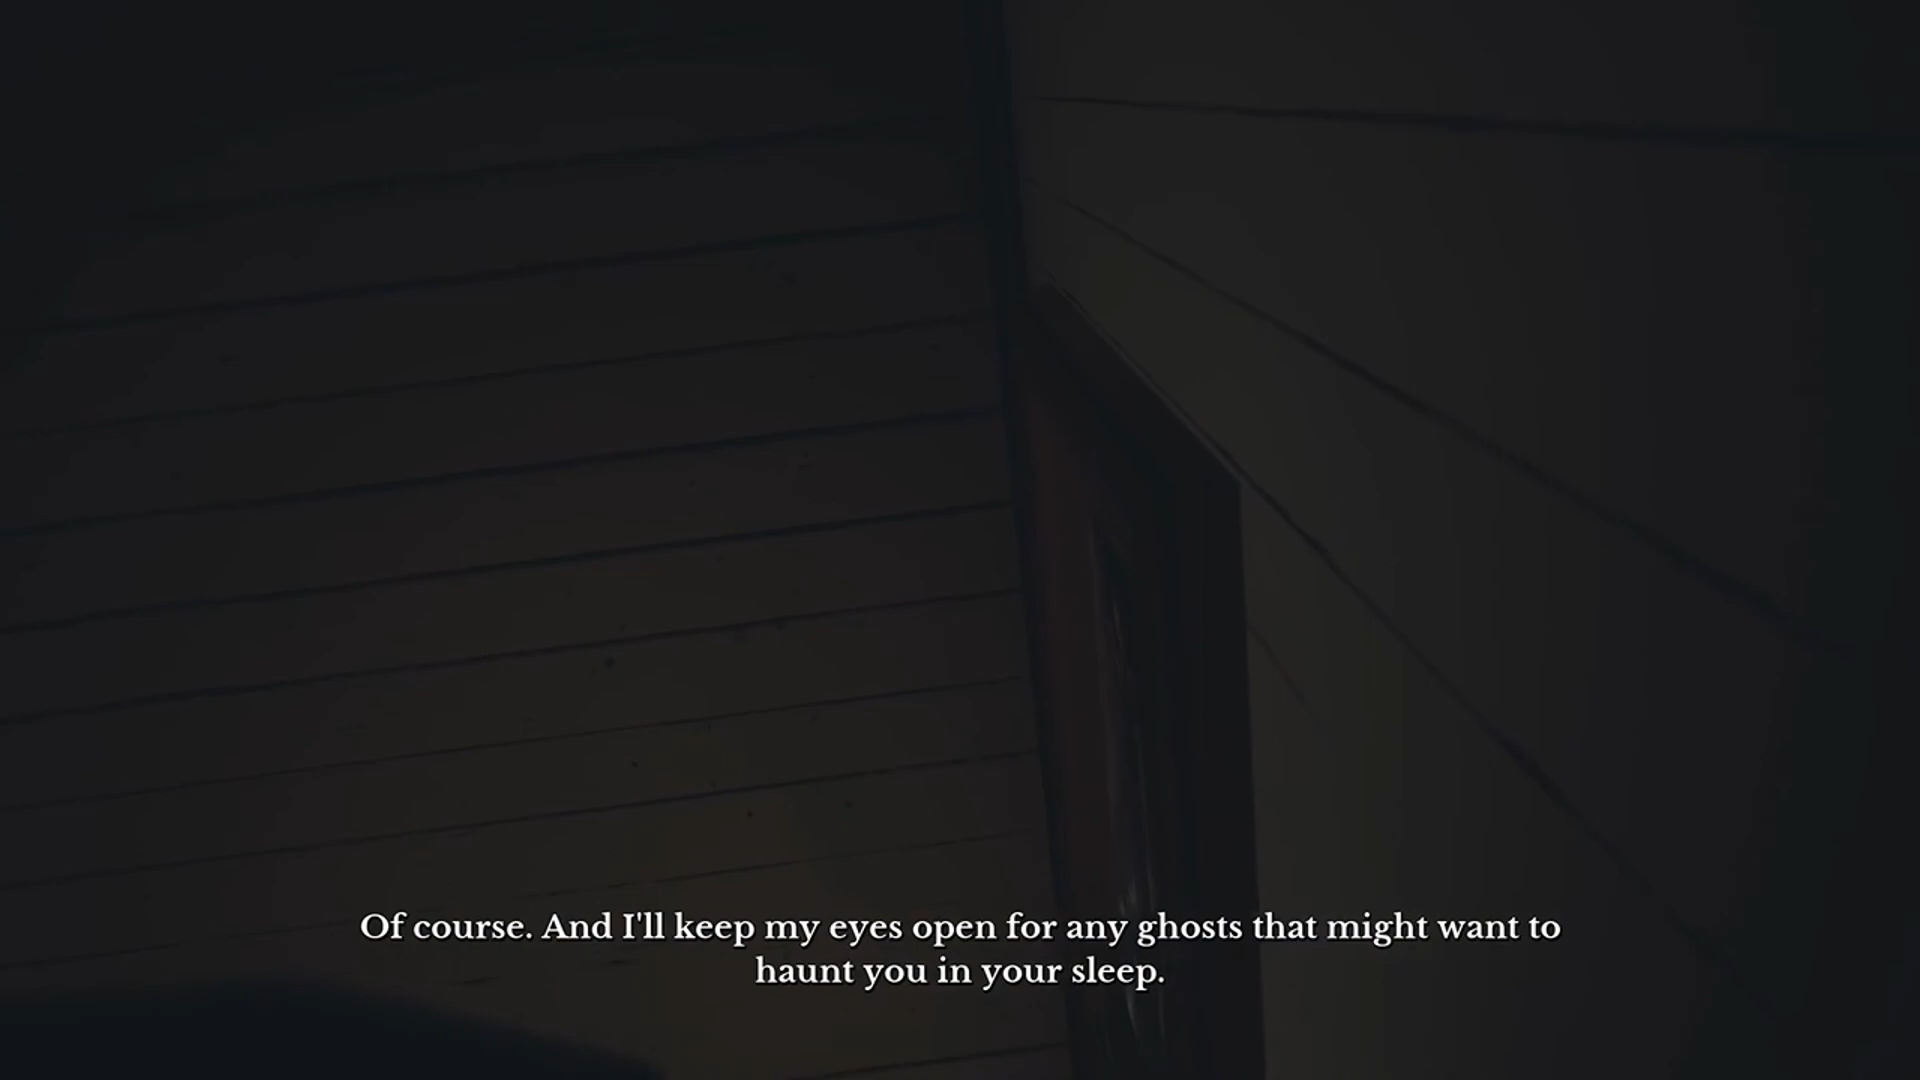 Of course. And I'll keep my eyes open for any ghosts that might want to
haunt you in your sleep.